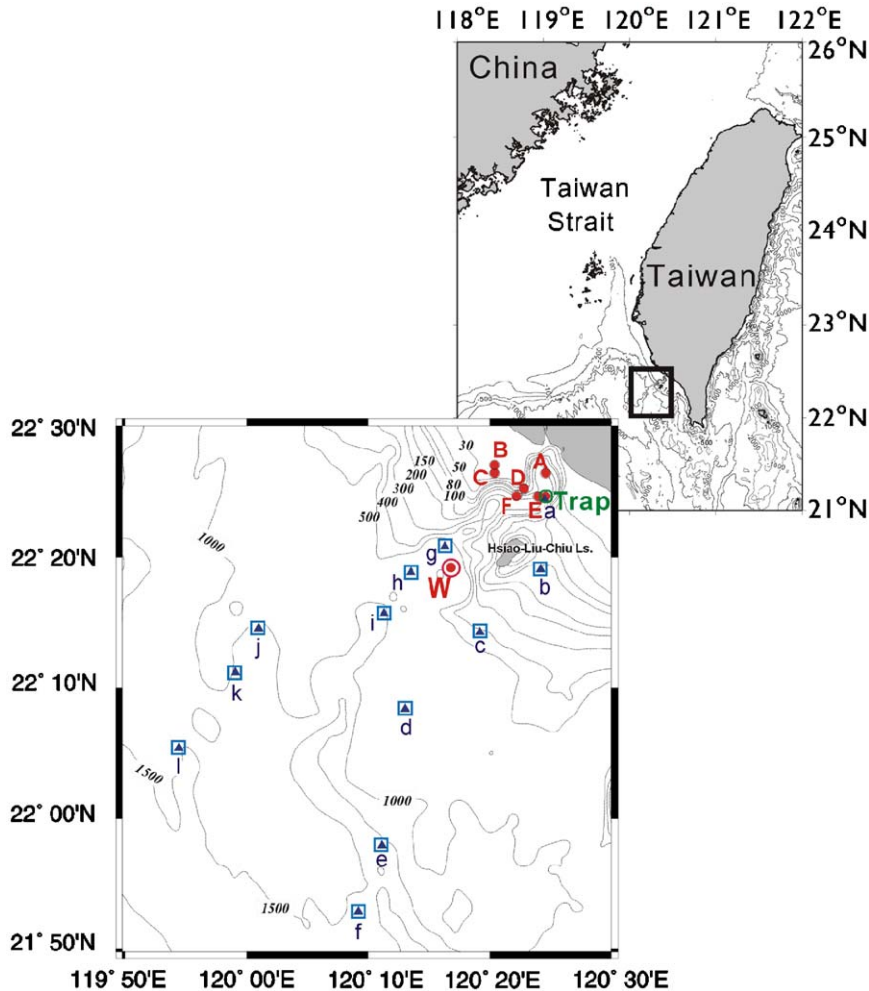 118°E 119°E 120°E 121°E 122°E
26°N
China
25°N
Taiwan
Strait
24°N
Taiwan
23°N
22°N
21°N
22° 30'N
30
B
150
50
A
200
C
D
300
80
400
100
F
E
Trap
500
a
1000
g
Hsiao-Liu-Chiu Ls.
22° 20'N
h
W
b
i
c
j
k
22° 10'N
d
l
1500
1000
22° 00'N
e
1500
f
21° 50'N
119° 50'E 120° 00'E 120° 10'E 120° 20'E 120° 30'E